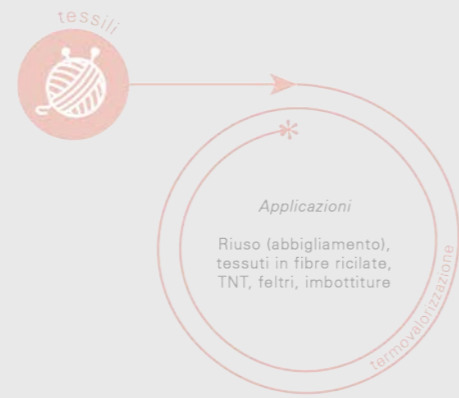 tessili
Applicazioni
Riuso (abbigliamento),
tessuti in fibre ricilate,
TNT, feltri, imbottiture
termovalorizzazione